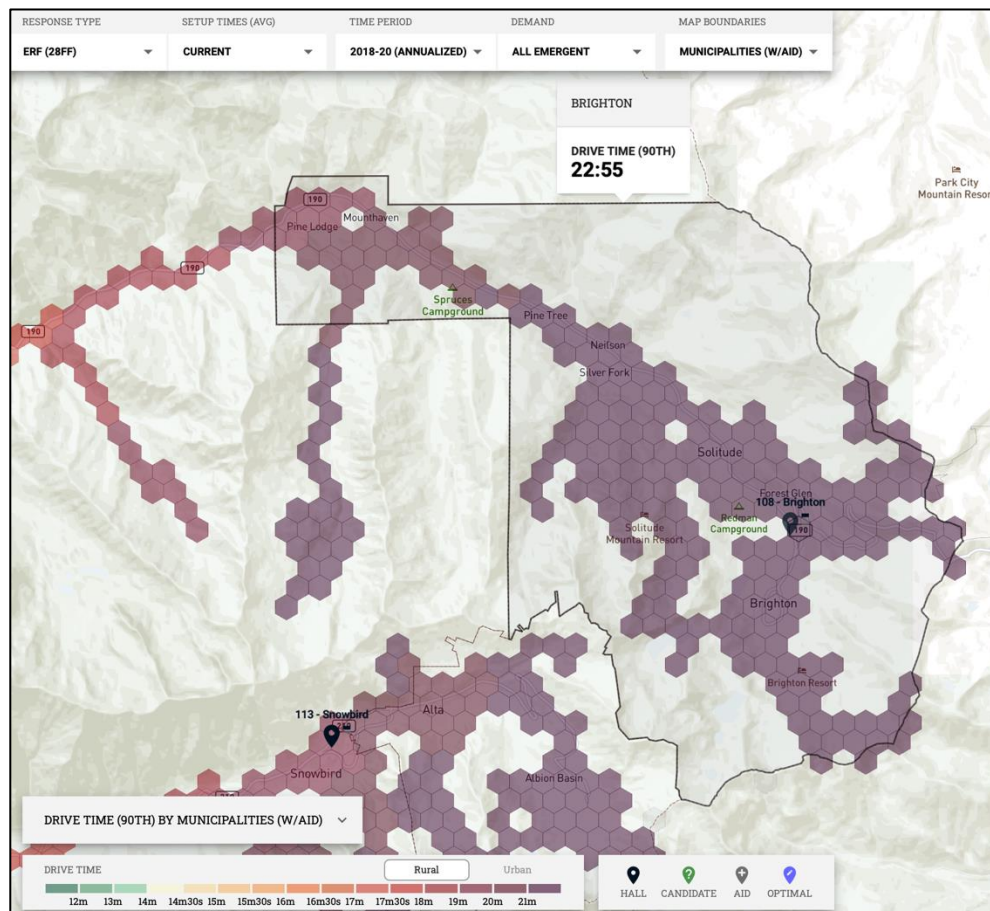 RESPONSE TYPE SETUP TIMES (AVG) TIME PERIOD DEMAND MAP BOUNDARIES
ERF (28FF) CURRENT 2018-20 (ANNUALIZED) ALL EMERGENT MUNICIPALITIES (W/AID)
BRIGHTON
DRIVE TIME (90TH)
22:55
Park City
Mountain Resor
190
Mounthaven
Pine Lodge
190
Spruces
Campground
Pine Tree
190
Neilson
Silver Fork
Solitude
Forest Glen
108 - Brighton
Redman
Campground
190
Solitude
Mountain Resort
Brighton
Brighton Resort
113 - Snowbird
Alta
Snowbird
Albion Basin
DRIVE TIME (90TH) BY MUNICIPALITIES (W/AID)
DRIVE TIME Rural Urban
12m 13m 14m 14m30s 15m 15m30s 16m 16m30s 17m 17m30s 18m 19m 20m 21m
HALL CANDIDATE AID OPTIMAL